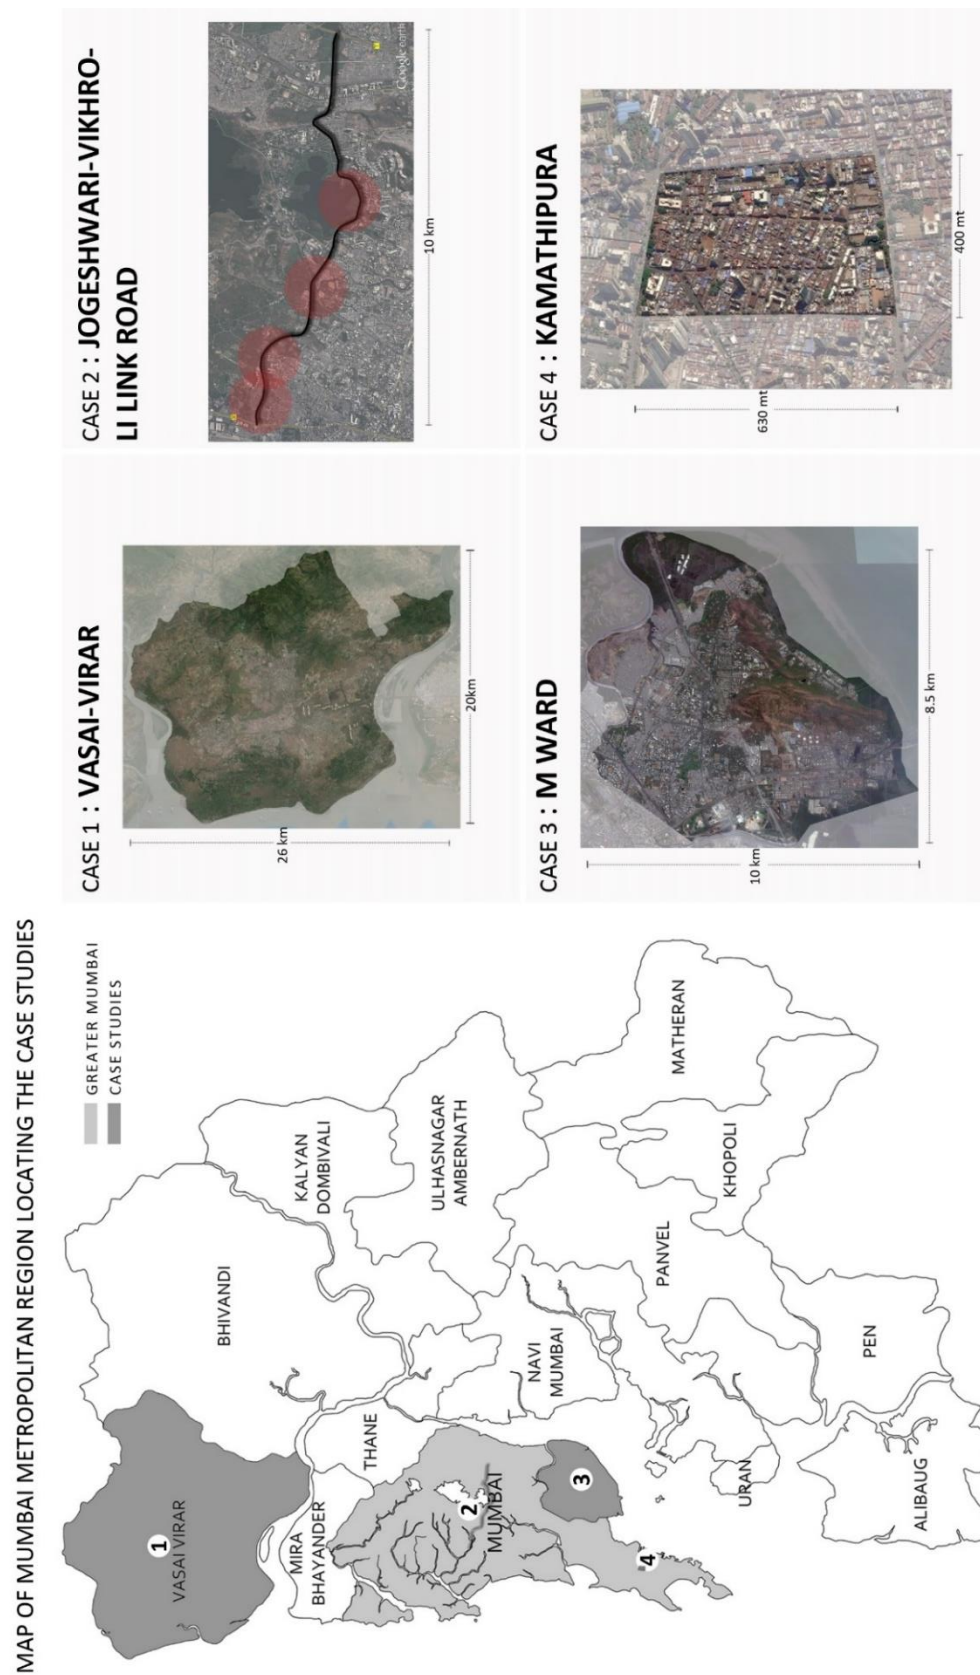 MAP OF MUMBAI METROPOLITAN REGION LOCATING THE CASE STUDIES
GREATER MUMBAI
CASE STUDIES
VASAI VIRAR
1
BHIVANDI
MIRA
BHAYANDER
THANE
KALYAN
DOMBIVALI
ULHASNAGAR
AMBERNATH
2
MUMBAI
NAVI
MUMBAI
3
4
PANVEL
MATHERAN
KHOPOLI
URAN
PEN
ALIBAUG
CASE 1 : VASAI-VIRAR
26 km
20km
CASE 2 : JOGESHWARI-VIKHRO-
LI LINK ROAD
Google earth
10 km
CASE 3 : M WARD
10 km
8.5 km
CASE 4 : KAMATHIPURA
630 mt
400 mt